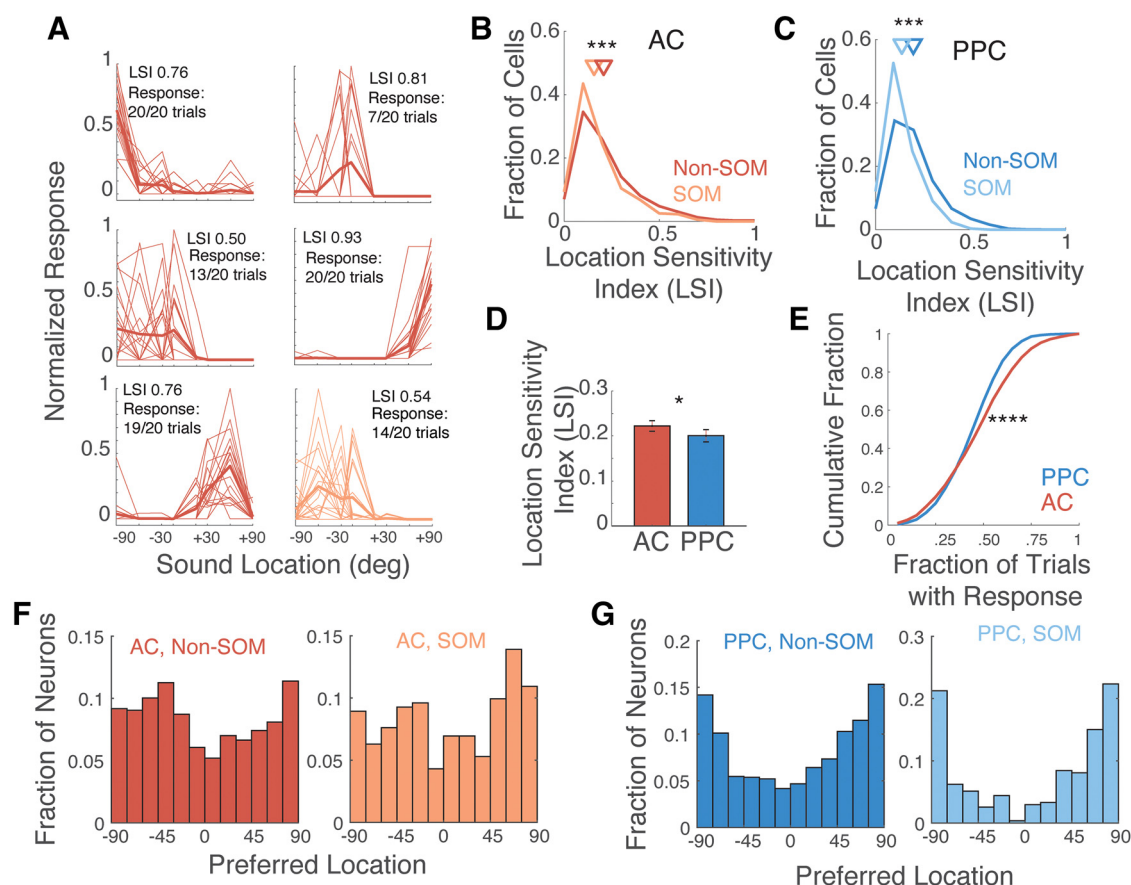 A
Normalized Response
1
0.5
0
LSI 0.76
Response:
20/20 trials
LSI 0.81
Response:
7/20 trials
1
0.5
0
LSI 0.50
Response:
13/20 trials
LSI 0.93
Response:
20/20 trials
1
0.5
0
LSI 0.76
Response:
19/20 trials
LSI 0.54
Response:
14/20 trials
-90 -30 +30 +90
-90 -30 +30 +90
Sound Location (deg)
B
AC
***
Fraction of Cells
0.6
0.4
0.2
0
Non-SOM
SOM
0 0.5 1
Location Sensitivity
Index (LSI)
C
PPC
***
Fraction of Cells
0.6
0.4
0.2
0
Non-SOM
SOM
0 0.5 1
Location Sensitivity
Index (LSI)
D
Location Sensitivity
Index (LSI)
0.3
0.2
0.1
0
*
AC PPC
E
Cumulative Fraction
1
0.8
0.6
0.4
0.2
0
****
PPC
AC
0 .25 .50 .75 1
Fraction of Trials
with Response
F
Fraction of Neurons
0.15
0.1
0.05
0
AC, Non-SOM
-90 -45 0 45 90
0.15
0.1
0.05
0
AC, SOM
-90 -45 0 45 90
Preferred Location
G
Fraction of Neurons
0.2
0.15
0.1
0.05
0
PPC, Non-SOM
-90 -45 0 45 90
0.3
0.2
0.1
0
PPC, SOM
-90 -45 0 45 90
Preferred Location